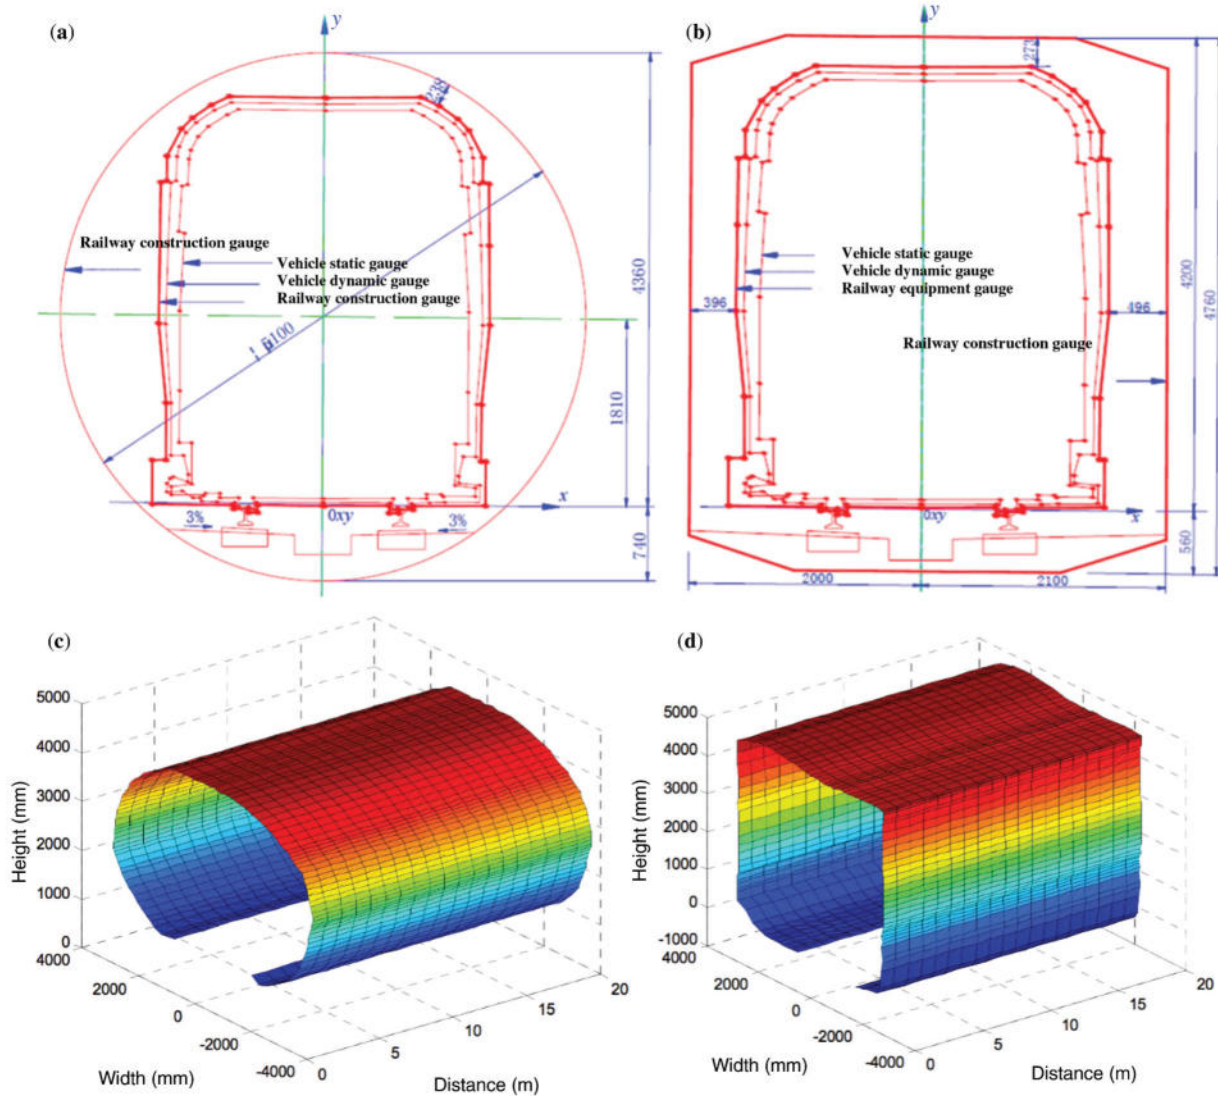 (a)
y
238
Railway construction gauge
Vehicle static gauge
Vehicle dynamic gauge
Railway construction gauge
5100
4360
1810
x
0xy
3%
3%
740
(b)
y
273
Vehicle static gauge
Vehicle dynamic gauge
Railway equipment gauge
396
496
Railway construction gauge
4200
4760
0xy
x
560
2000
2100
(c)
5000
4000
3000
2000
1000
0
Height (mm)
4000
2000
0
-2000
-4000
Width (mm)
0
5
10
15
20
Distance (m)
(d)
5000
4000
3000
2000
1000
0
-1000
Height (mm)
4000
2000
0
-2000
-4000
Width (mm)
0
5
10
15
20
Distance (m)